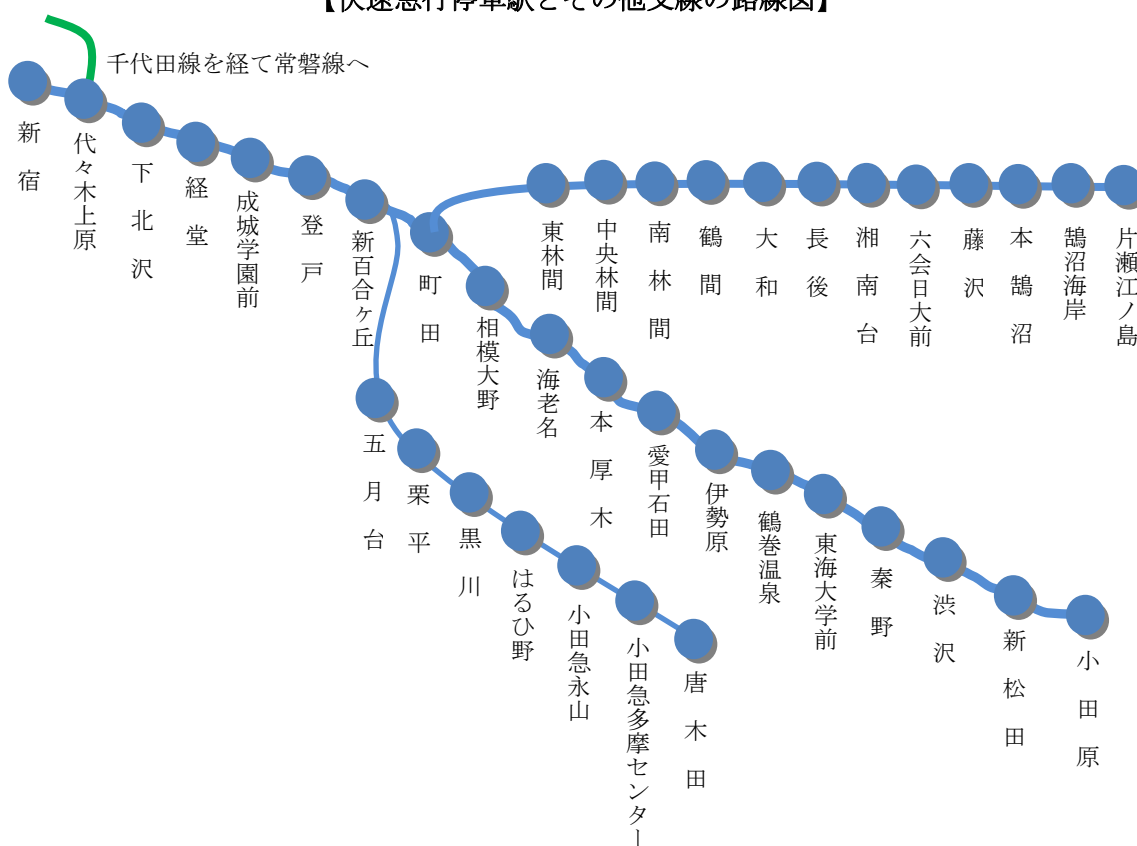 【快速急行停車駅とその他支線の路線図】
千代田線を経て常磐線へ
新宿
代々木上原
下北沢
経堂
成城学園前
登戸
新百合ヶ丘
町田
相模大野
海老名
本厚木
愛甲石田
伊勢原
鶴巻温泉
東海大学前
秦野
渋沢
新松田
小田原
東林間
中央林間
南林間
鶴間
大和
長後
湘南台
六会日大前
藤沢
本鵠沼
鵠沼海岸
片瀬江ノ島
五月台
栗平
黒川
はるひ野
小田急永山
小田急多摩センター
唐木田